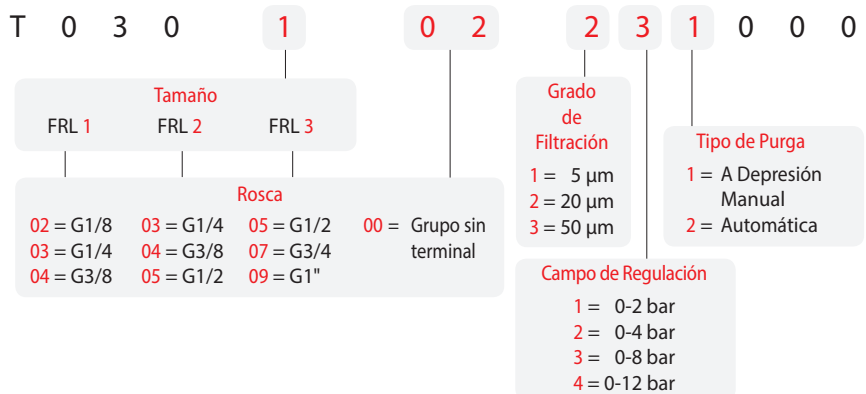 T 0 3 0 1 0 2 2 3 1 0 0 0
Tamaño
FRL 1 FRL 2 FRL 3
Rosca
02 = G1/8 03 = G1/4 05 = G1/2 00 = Grupo sin
03 = G1/4 04 = G3/8 07 = G3/4 terminal
04 = G3/8 05 = G1/2 09 = G1"
Grado
de
Filtración
1 = 5 µm
2 = 20 µm
3 = 50 µm
Tipo de Purga
1 = A Depresión
Manual
2 = Automática
Campo de Regulación
1 = 0-2 bar
2 = 0-4 bar
3 = 0-8 bar
4 = 0-12 bar